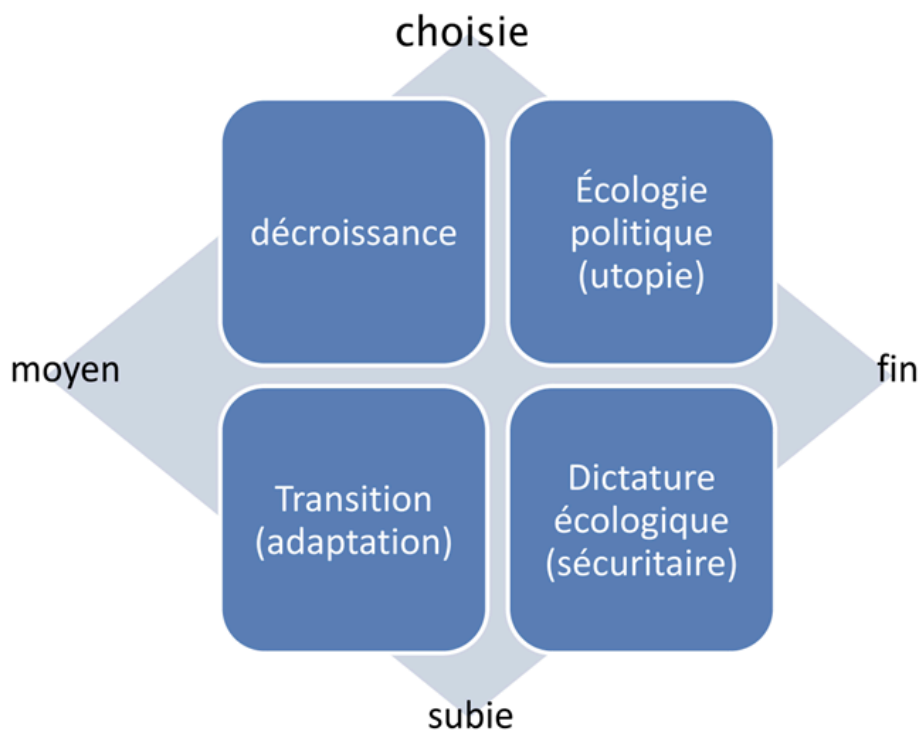 choisie
décroissance
Écologie
politique
(utopie)
moyen
fin
Transition
(adaptation)
Dictature
écologique
(sécuritaire)
subie